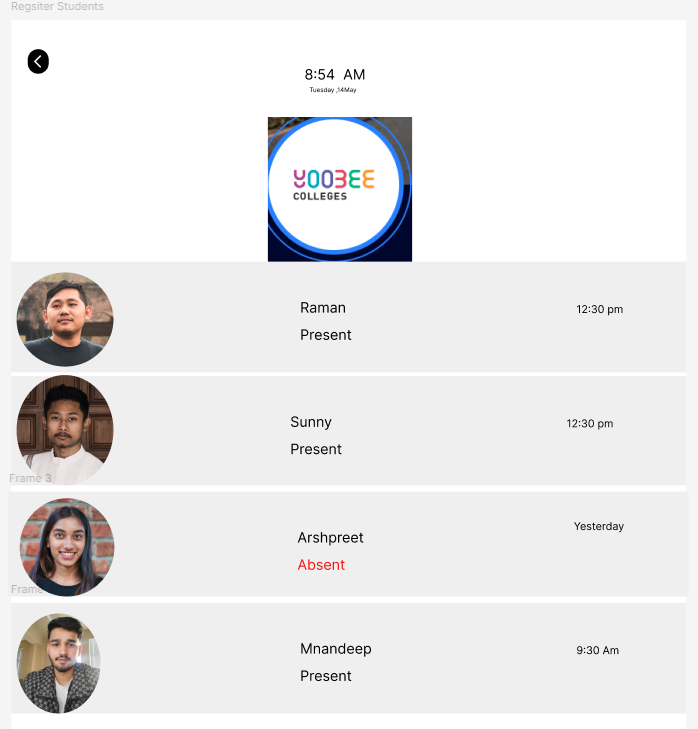 Regsiter Students
8:54 AM
Tuesday ,14May
YOOBEE
COLLEGES
Raman
12:30 pm
Present
Sunny
12:30 pm
Present
Frame 3
Yesterday
Arshpreet
Absent
Frame
Mnandeep
9:30 Am
Present